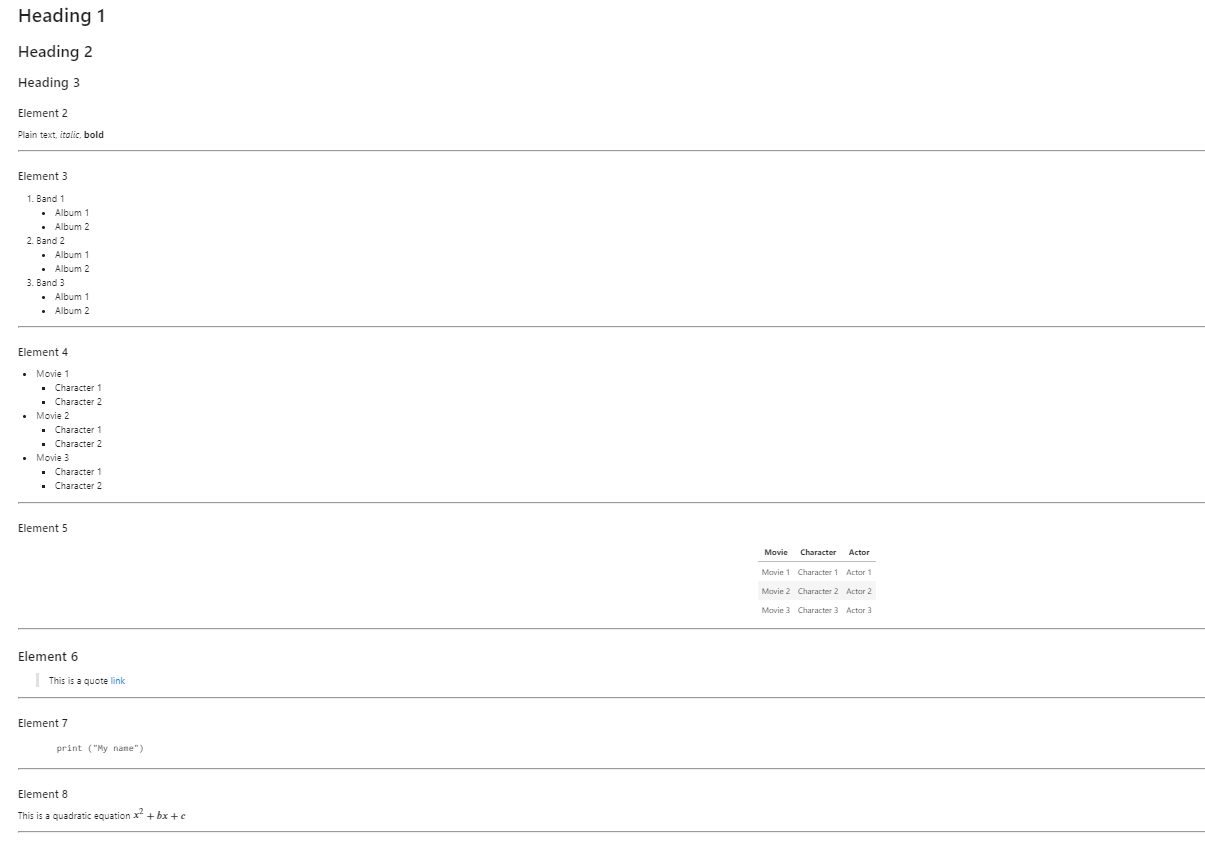 Heading 1
Heading 2
Heading 3
Element 2
Plain text, italic, bold
Element 3
1. Band 1
• Album 1
• Album 2
2. Band 2
• Album 1
• Album 2
3. Band 3
• Album 1
• Album 2
Element 4
• Movie 1
▪ Character 1
▪ Character 2
• Movie 2
▪ Character 1
▪ Character 2
• Movie 3
▪ Character 1
▪ Character 2
Element 5
Movie Character Actor
Movie 1 Character 1 Actor 1
Movie 2 Character 2 Actor 2
Movie 3 Character 3 Actor 3
Element 6
This is a quote link
Element 7
print ("My name")
Element 8
This is a quadratic equation x² + bx + c